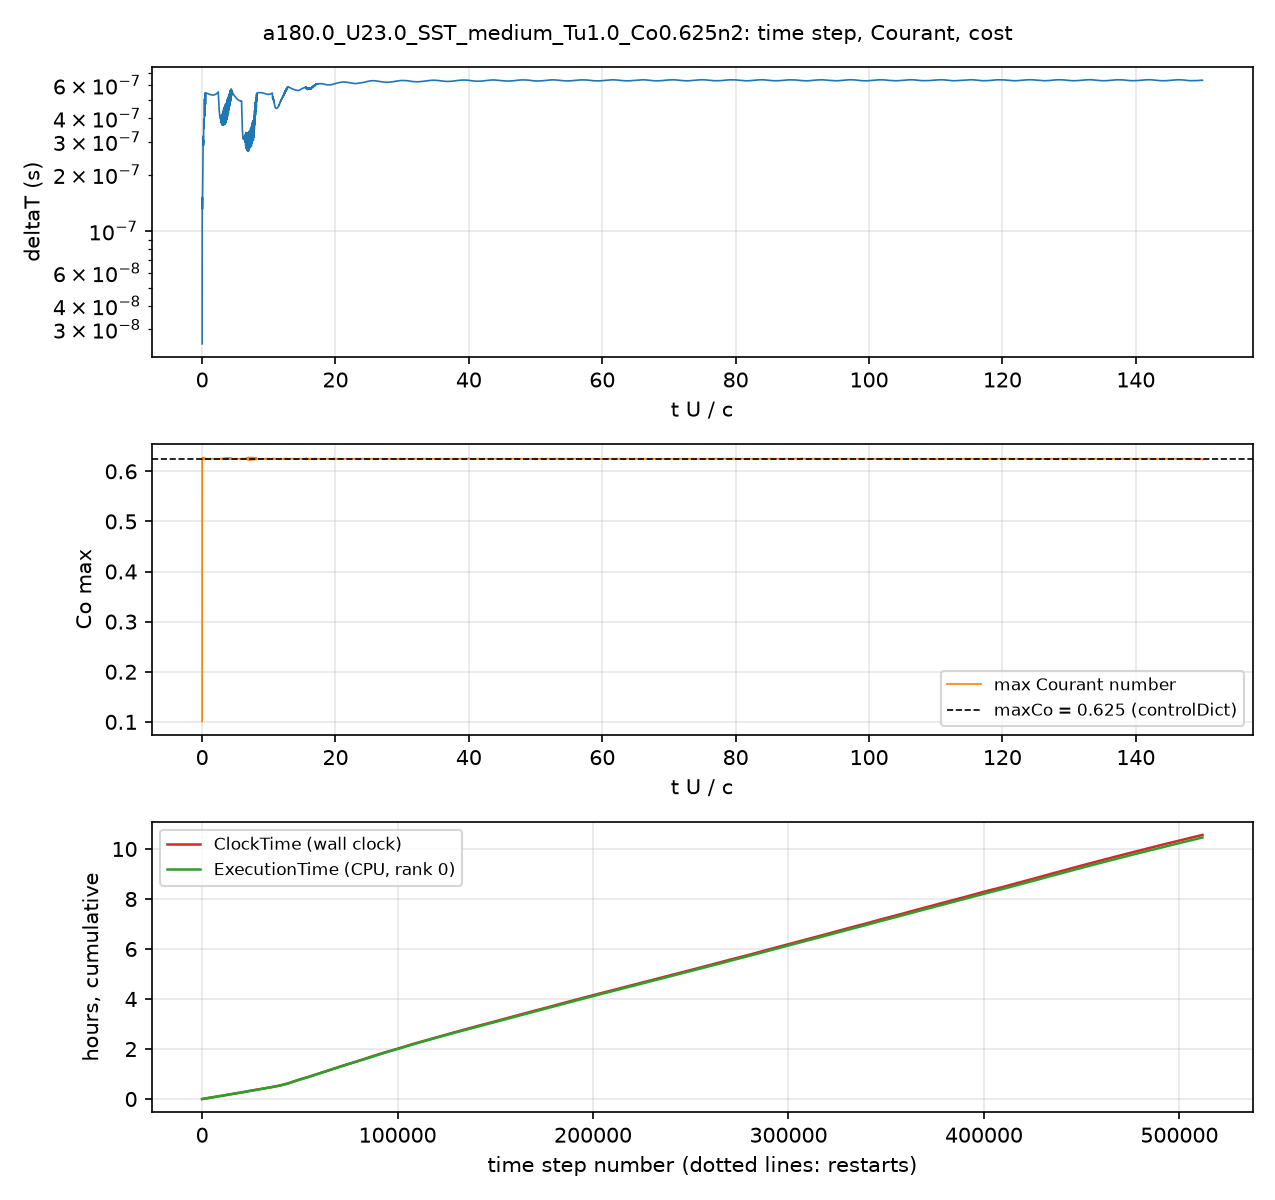 a180.0_U23.0_SST_medium_Tu1.0_Co0.625n2: time step, Courant, cost
6 × 10⁻⁷
4 × 10⁻⁷
3 × 10⁻⁷
2 × 10⁻⁷
10⁻⁷
6 × 10⁻⁸
4 × 10⁻⁸
3 × 10⁻⁸
deltaT (s)
0 20 40 60 80 100 120 140
t U / c
0.6
0.5
0.4
0.3
0.2
0.1
Co max
max Courant number
maxCo = 0.625 (controlDict)
0 20 40 60 80 100 120 140
t U / c
ClockTime (wall clock)
ExecutionTime (CPU, rank 0)
10
8
6
4
2
0
hours, cumulative
0 100000 200000 300000 400000 500000
time step number (dotted lines: restarts)